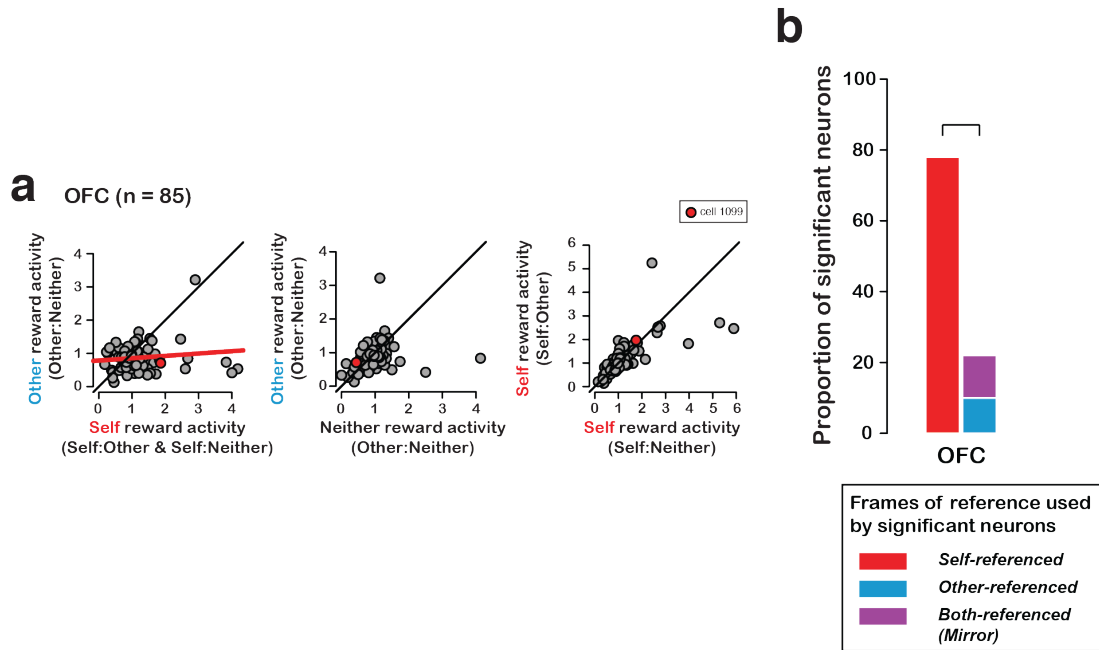 a
OFC (n = 85)
cell 1099
Other reward activity
(Other:Neither)
4
3
2
1
0
0
1
2
3
4
Self reward activity
(Self:Other & Self:Neither)
Other reward activity
(Other:Neither)
4
3
2
1
0
0
1
2
3
4
Neither reward activity
(Other:Neither)
Self reward activity
(Self:Other)
6
5
4
3
2
1
0
0
1
2
3
4
5
6
Self reward activity
(Self:Neither)
b
Proportion of significant neurons
100
80
60
40
20
0
OFC
Frames of reference used
by significant neurons
Self-referenced
Other-referenced
Both-referenced
(Mirror)